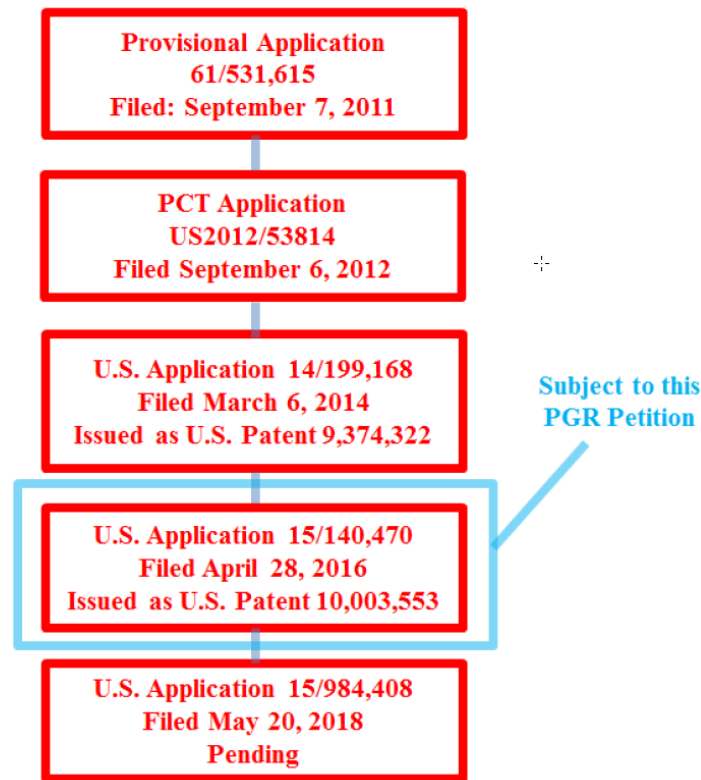 Provisional Application
61/531,615
Filed: September 7, 2011
PCT Application
US2012/53814
Filed September 6, 2012
U.S. Application 14/199,168
Filed March 6, 2014
Issued as U.S. Patent 9,374,322
Subject to this
PGR Petition
U.S. Application 15/140,470
Filed April 28, 2016
Issued as U.S. Patent 10,003,553
U.S. Application 15/984,408
Filed May 20, 2018
Pending